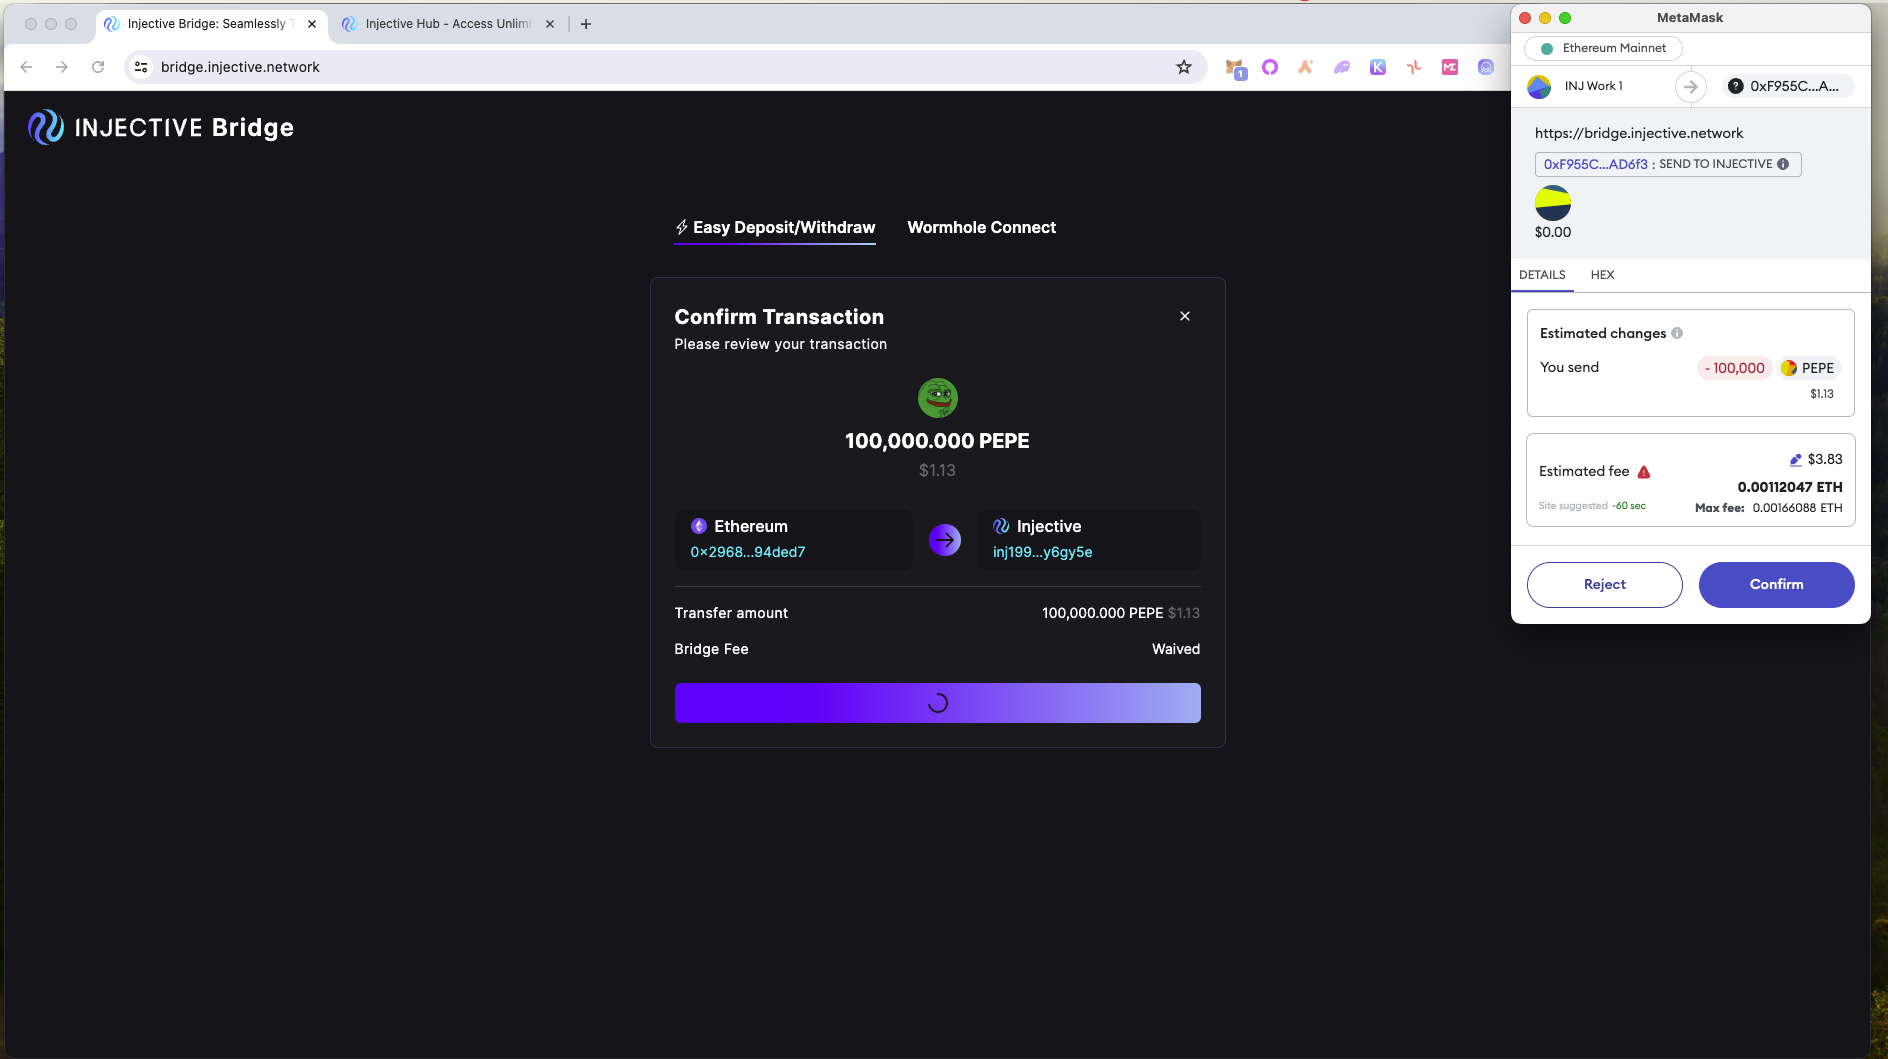 Injective Bridge: Seamlessly T
Injective Hub - Access Unlimi
bridge.injective.network
1
K
INJECTIVE Bridge
Easy Deposit/Withdraw
Wormhole Connect
Confirm Transaction
Please review your transaction
100,000.000 PEPE
$1.13
Ethereum
0x2968...94ded7
Injective
inj199...y6gy5e
Transfer amount
100,000.000 PEPE $1.13
Bridge Fee
Waived
MetaMask
Ethereum Mainnet
INJ Work 1
0xF955C...A...
https://bridge.injective.network
0xF955C...AD6f3 : SEND TO INJECTIVE
$0.00
DETAILS
HEX
Estimated changes
You send
- 100,000
PEPE
$1.13
Estimated fee
$3.83
0.00112047 ETH
Site suggested ~60 sec
Max fee: 0.00166088 ETH
Reject
Confirm